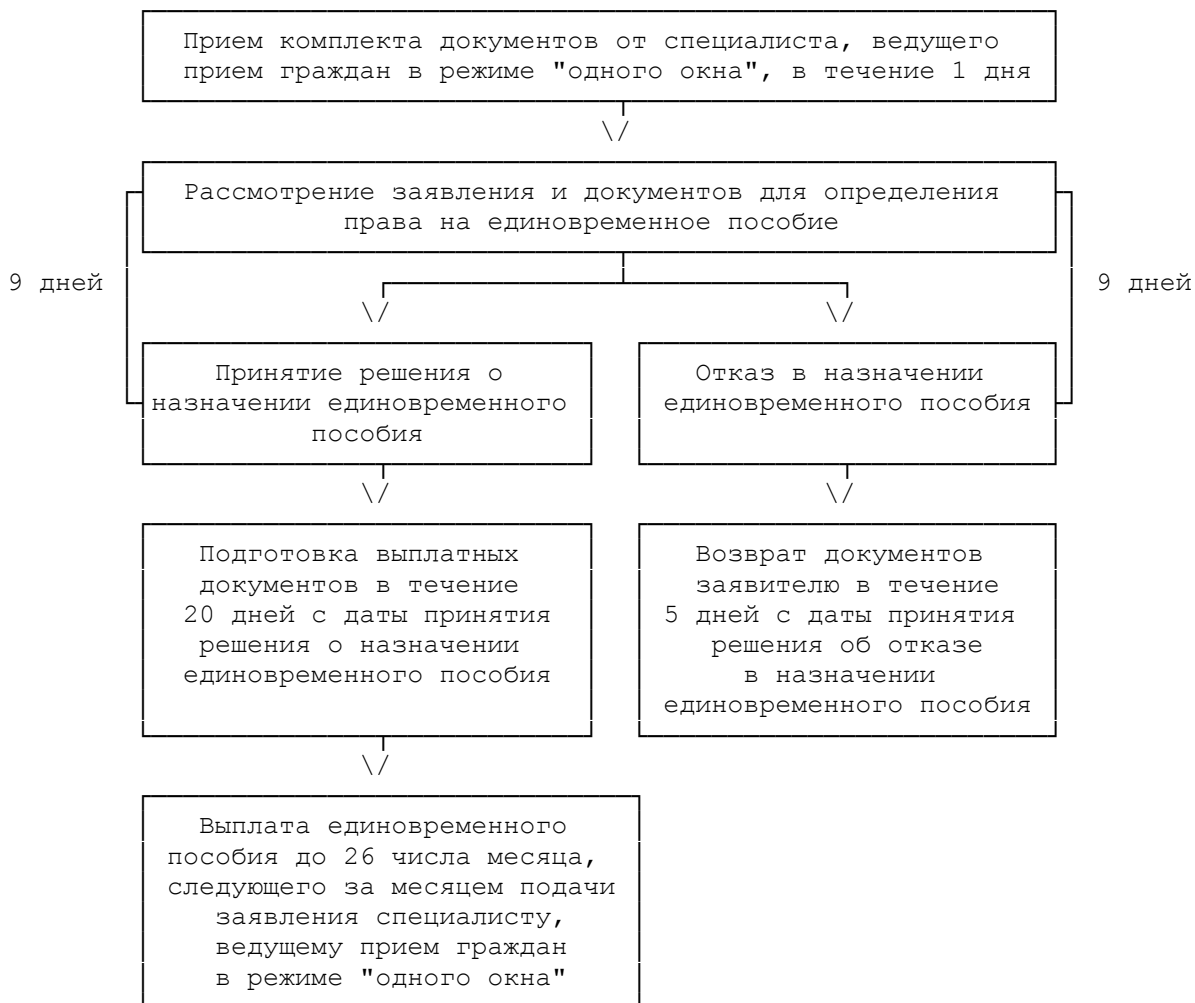 Прием комплекта документов от специалиста, ведущего
прием граждан в режиме "одного окна", в течение 1 дня
\/
Рассмотрение заявления и документов для определения
права на единовременное пособие
9 дней
9 дней
\/ \/
Принятие решения о
назначении единовременного
пособия
Отказ в назначении
единовременного пособия
\/ \/
Подготовка выплатных
документов в течение
20 дней с даты принятия
решения о назначении
единовременного пособия
Возврат документов
заявителю в течение
5 дней с даты принятия
решения об отказе
в назначении
единовременного пособия
\/
Выплата единовременного
пособия до 26 числа месяца,
следующего за месяцем подачи
заявления специалисту,
ведущему прием граждан
в режиме "одного окна"